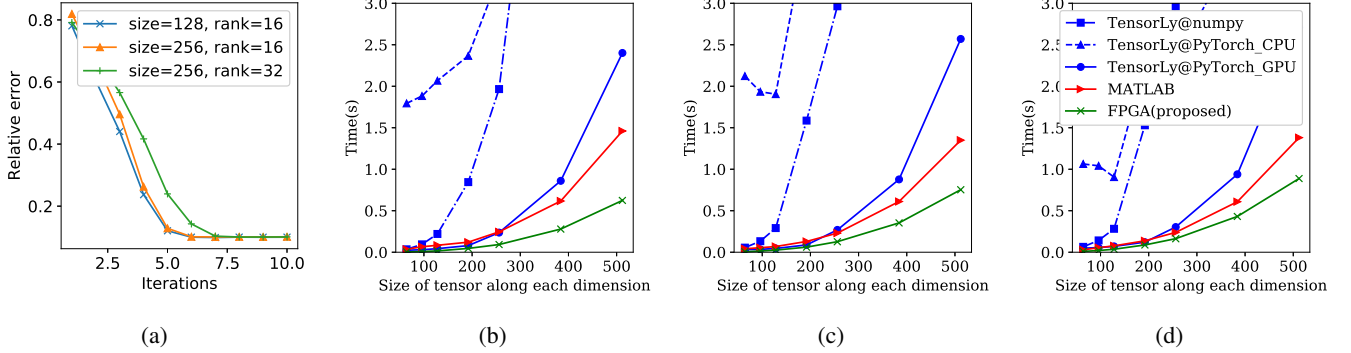 0.8
0.6
0.4
0.2
Relative error
size=128, rank=16
size=256, rank=16
size=256, rank=32
2.5 5.0 7.5 10.0
Iterations
(a)
3.0
2.5
2.0
1.5
1.0
0.5
0.0
Time(s)
100 200 300 400 500
Size of tensor along each dimension
(b)
3.0
2.5
2.0
1.5
1.0
0.5
0.0
Time(s)
100 200 300 400 500
Size of tensor along each dimension
(c)
3.0
2.5
2.0
1.5
1.0
0.5
0.0
Time(s)
TensorLy@numpy
TensorLy@PyTorch_CPU
TensorLy@PyTorch_GPU
MATLAB
FPGA(proposed)
100 200 300 400 500
Size of tensor along each dimension
(d)